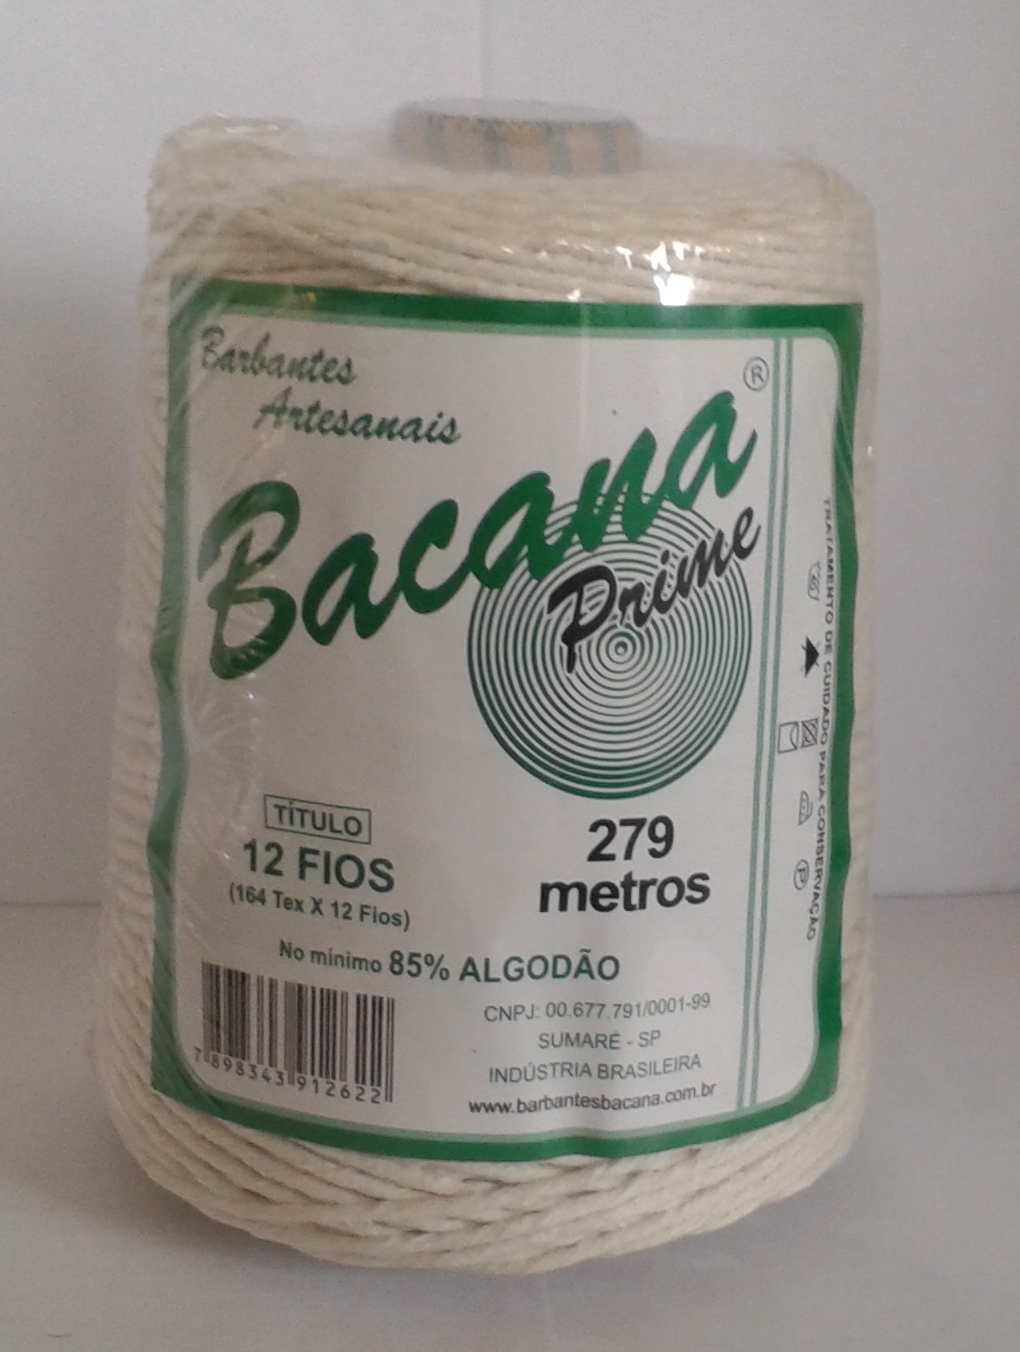 Barbantes
Artesanais
Bacana ®
Prime
TÍTULO
12 FIOS
(164 Tex X 12 Fios)
279
metros
No mínimo 85% ALGODÃO
7 898343 912622
CNPJ: 00.677.791/0001-99
SUMARÉ - SP
INDÚSTRIA BRASILEIRA
www.barbantesbacana.com.br
TRATAMENTO DE CUIDADO PARA CONSERVAÇÃO
P